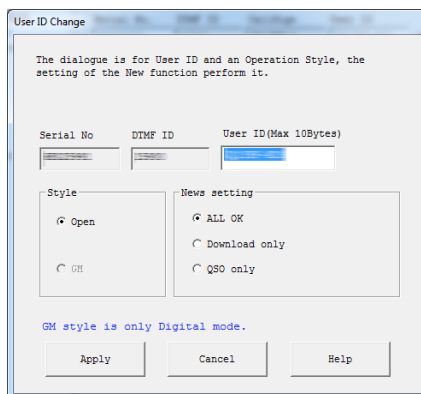 User ID Change
The dialogue is for User ID and an Operation Style, the
setting of the New function perform it.
Serial No DTMF ID User ID(Max 10Bytes)
Style News setting
Open ALL OK
Download only
GM QSO only
GM style is only Digital mode.
Apply Cancel Help